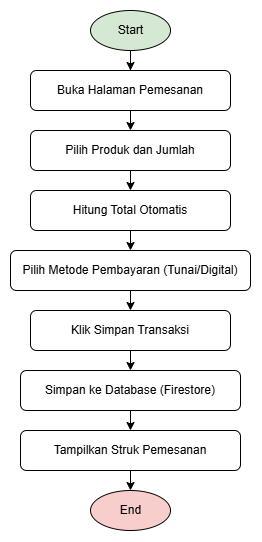 Start
Buka Halaman Pemesanan
Pilih Produk dan Jumlah
Hitung Total Otomatis
Pilih Metode Pembayaran (Tunai/Digital)
Klik Simpan Transaksi
Simpan ke Database (Firestore)
Tampilkan Struk Pemesanan
End